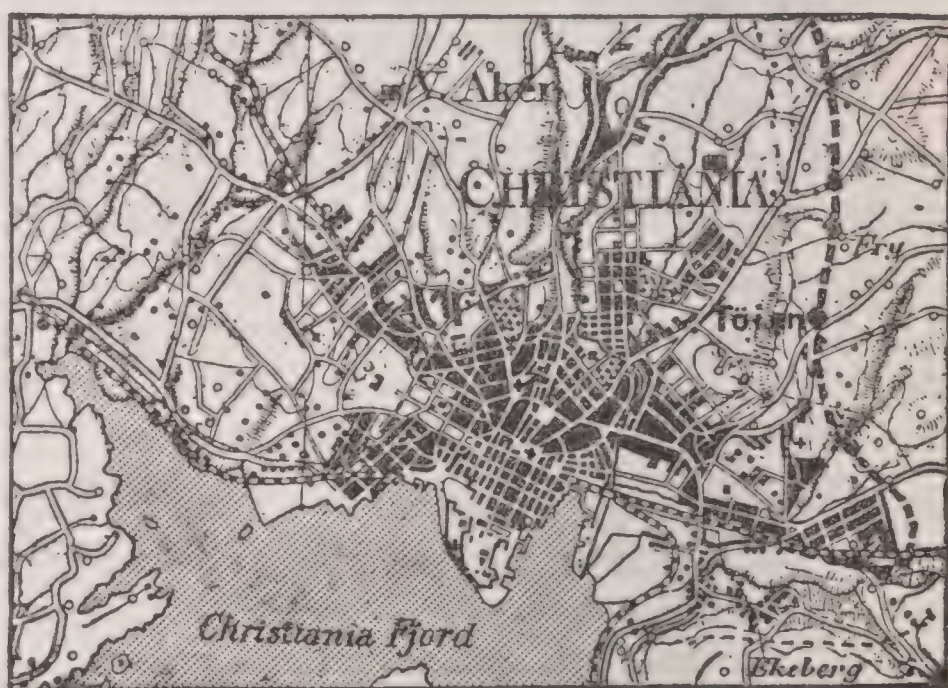 V. Aker
CHRISTIANIA
Fry
Tøien
Christiania Fjord
Ekeberg